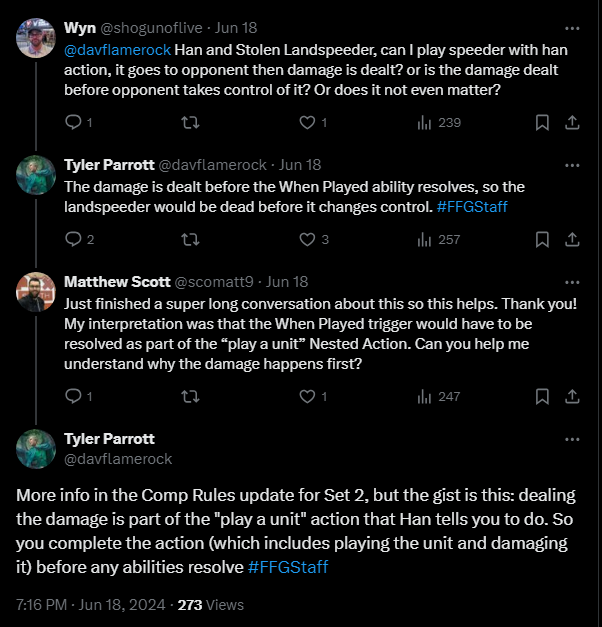 Wyn @shogunoflive · Jun 18
@davflamerock Han and Stolen Landspeeder, can I play speeder with han
action, it goes to opponent then damage is dealt? or is the damage dealt
before opponent takes control of it? Or does it not even matter?
1 1 239
Tyler Parrott @davflamerock · Jun 18
The damage is dealt before the When Played ability resolves, so the
landspeeder would be dead before it changes control. #FFGStaff
2 3 257
Matthew Scott @scomatt9 · Jun 18
Just finished a super long conversation about this so this helps. Thank you!
My interpretation was that the When Played trigger would have to be
resolved as part of the “play a unit” Nested Action. Can you help me
understand why the damage happens first?
1 1 247
Tyler Parrott
@davflamerock
More info in the Comp Rules update for Set 2, but the gist is this: dealing
the damage is part of the "play a unit" action that Han tells you to do. So
you complete the action (which includes playing the unit and damaging
it) before any abilities resolve #FFGStaff
7:16 PM · Jun 18, 2024 · 273 Views